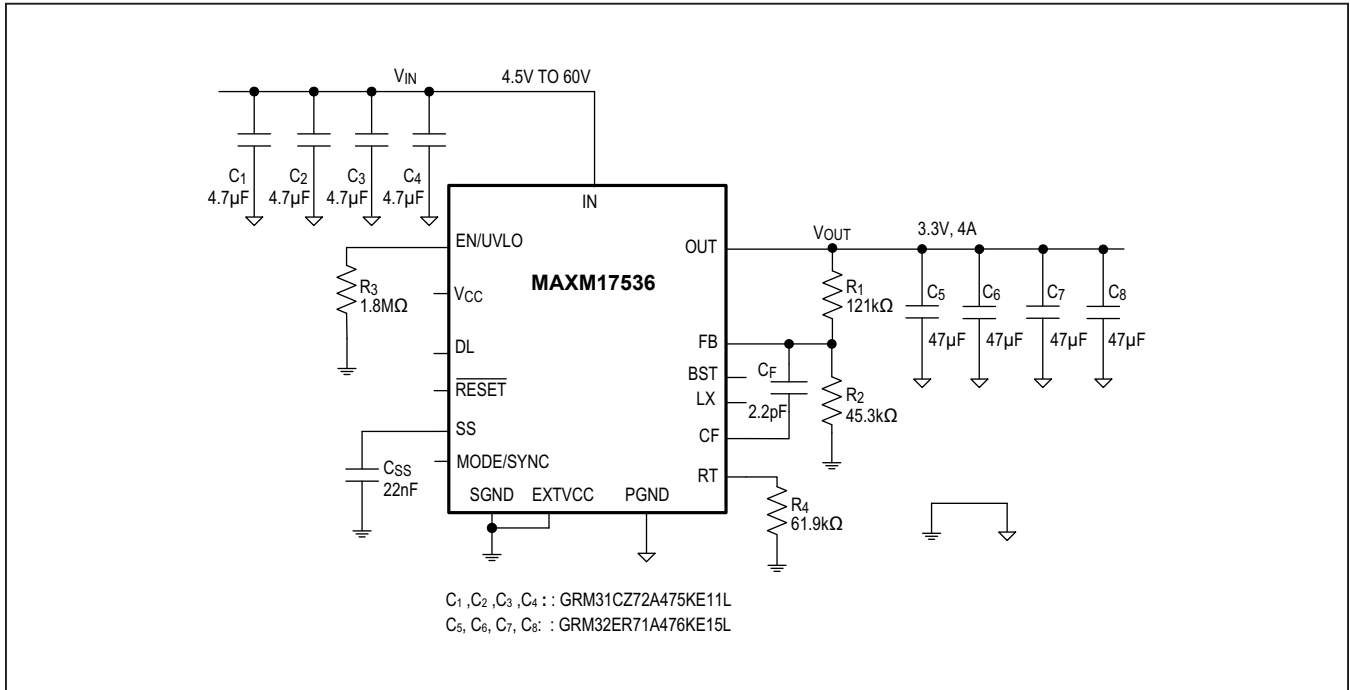 VIN
4.5V TO 60V
C1
4.7µF
C2
4.7µF
C3
4.7µF
C4
4.7µF
IN
EN/UVLO
OUT
VOUT
3.3V, 4A
MAXM17536
R3
1.8MΩ
VCC
R1
121kΩ
C5
47µF
C6
47µF
C7
47µF
C8
47µF
DL
FB
RESET
BST
LX
CF
2.2pF
R2
45.3kΩ
SS
CF
CSS
22nF
MODE/SYNC
RT
R4
61.9kΩ
SGND
EXTVCC
PGND
C1 ,C2 ,C3 ,C4 : : GRM31CZ72A475KE11L
C5, C6, C7, C8: : GRM32ER71A476KE15L